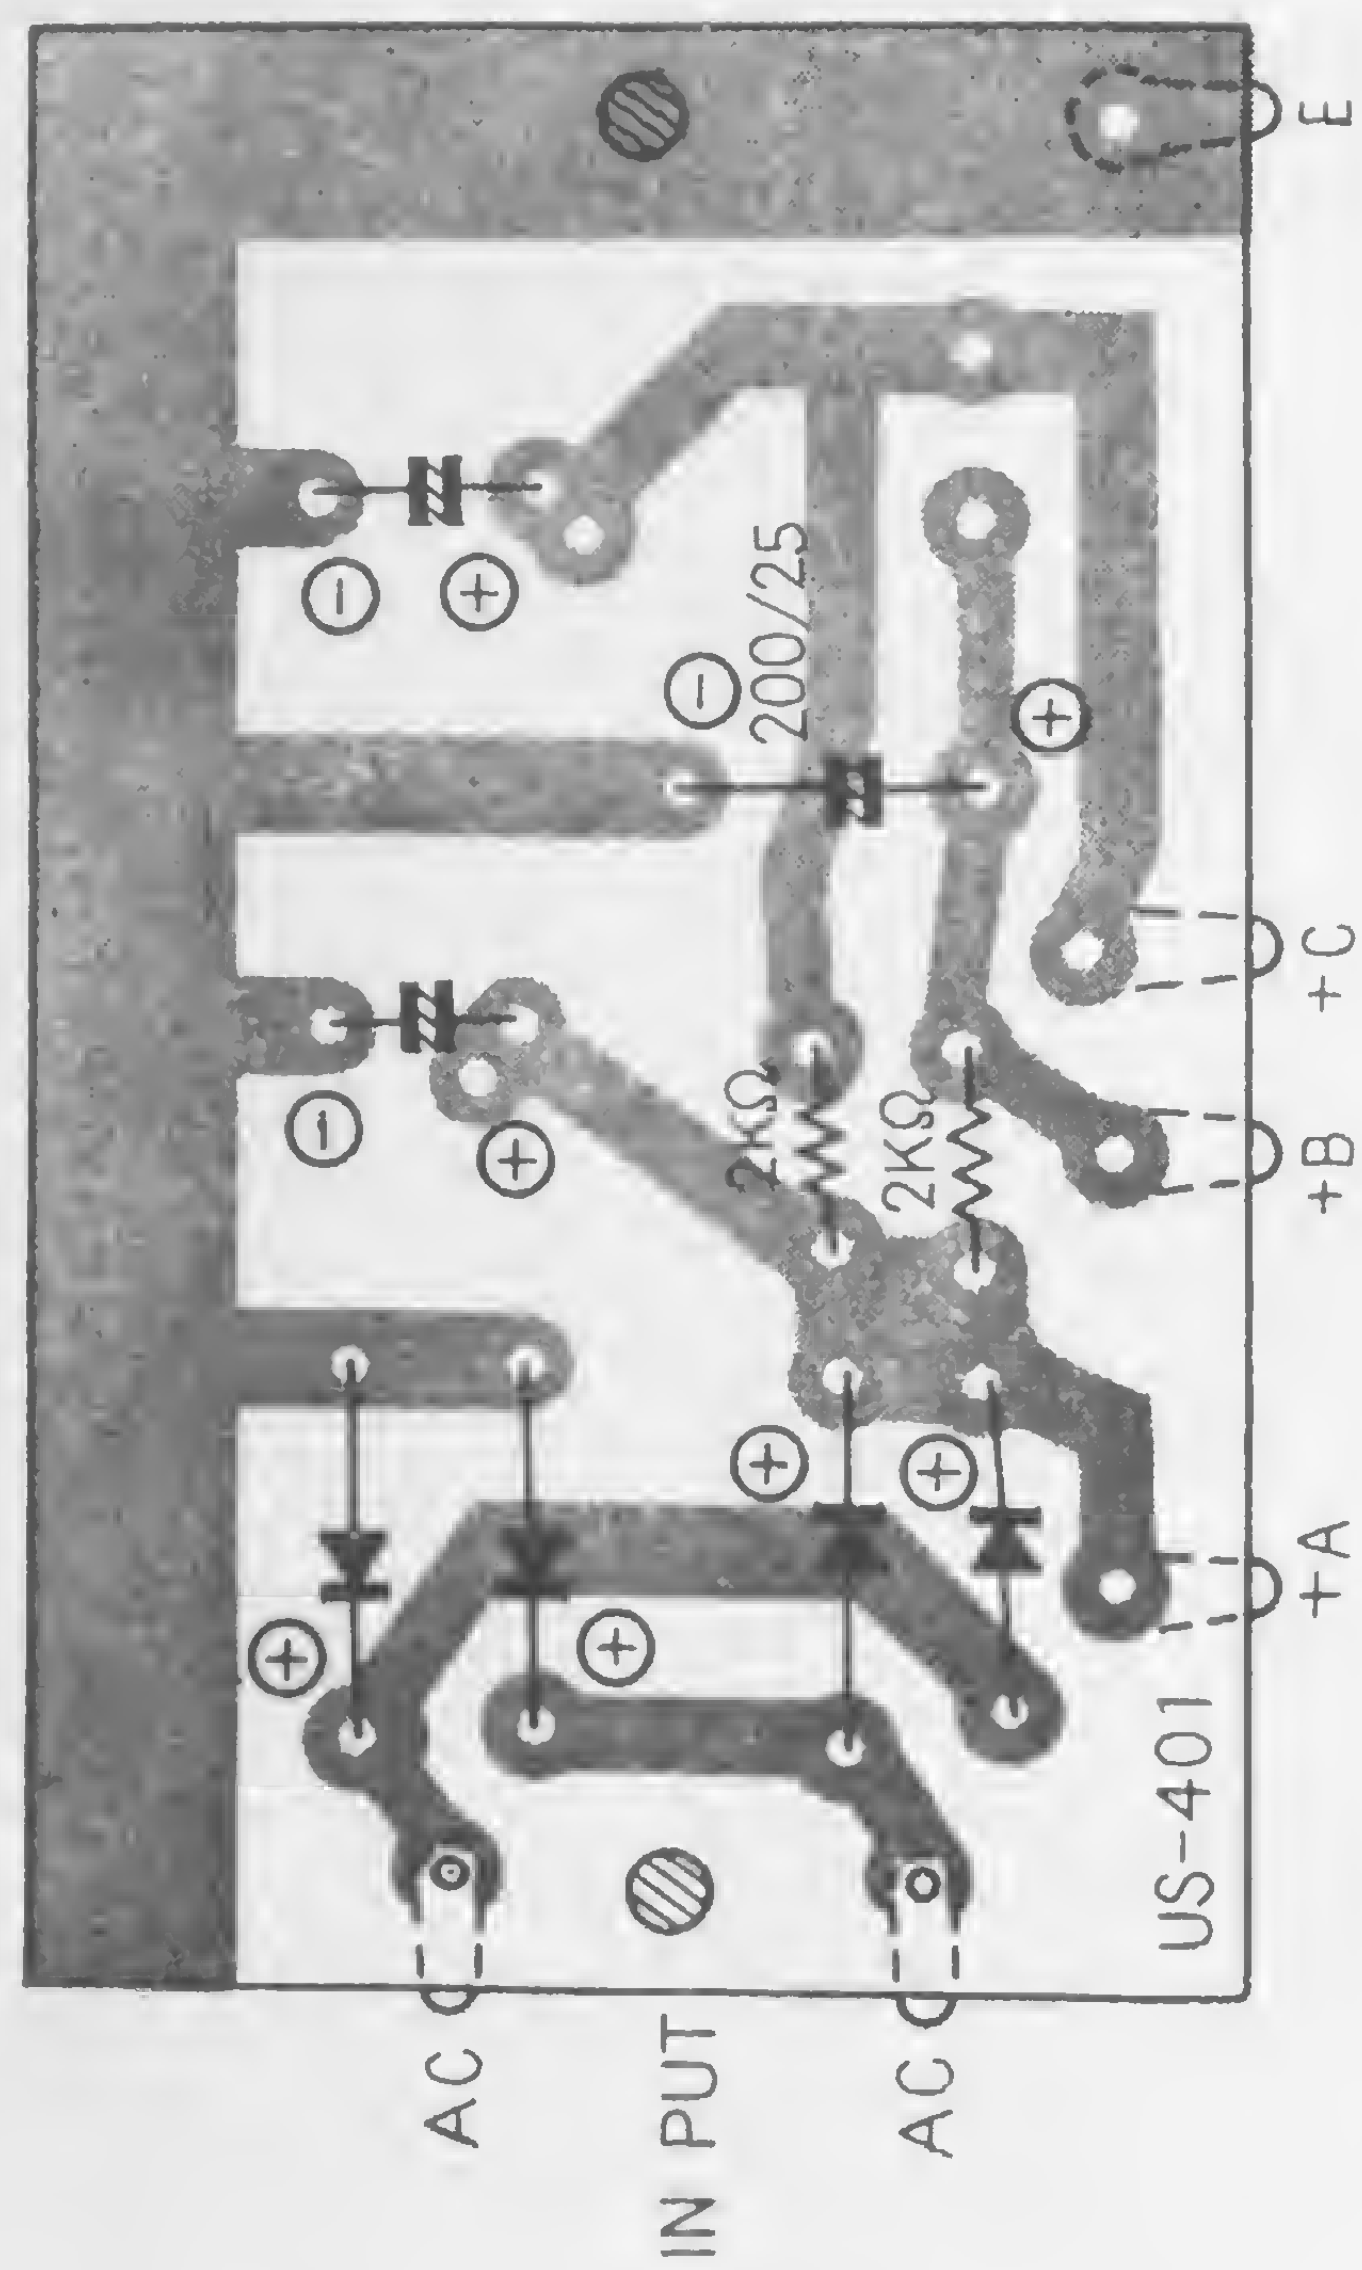 AC
IN PUT
AC
US-401
+A
+B
+C
E
2KΩ
2KΩ
200/25
+
+
+
+
−
+
−
+
−
+